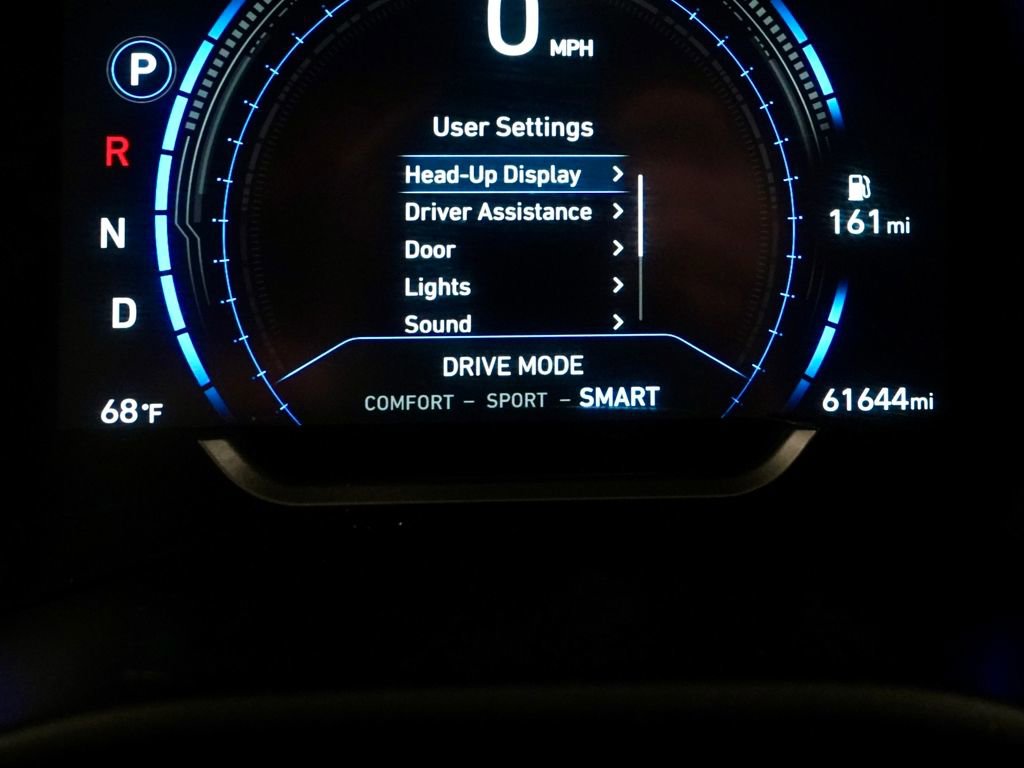 0 MPH
P
User Settings
R
Head-Up Display >
Driver Assistance >
161mi
N
Door >
Lights >
D
Sound >
DRIVE MODE
COMFORT – SPORT – SMART
68°F
61644mi